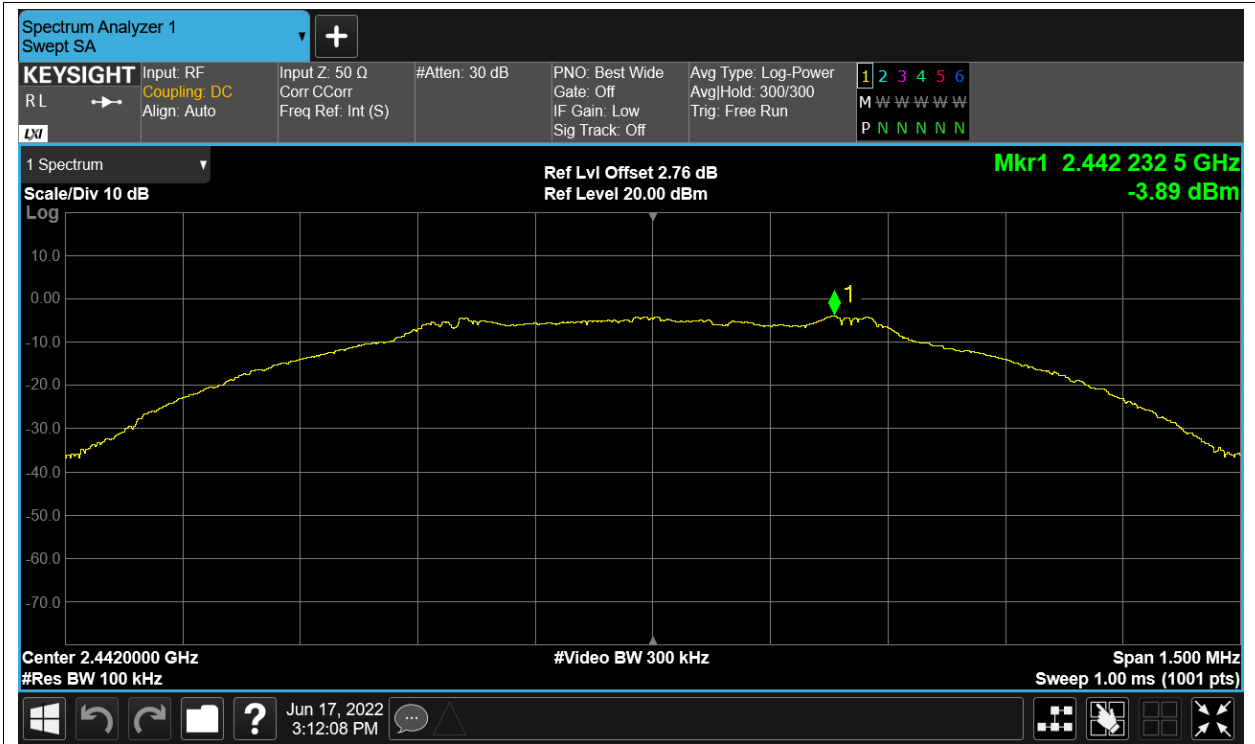 Spectrum Analyzer 1
Swept SA
KEYSIGHT
R L
LXI
Input: RF
Coupling: DC
Align: Auto
Input Z: 50 Ω
Corr CCorr
Freq Ref: Int (S)
#Atten: 30 dB
PNO: Best Wide
Gate: Off
IF Gain: Low
Sig Track: Off
Avg Type: Log-Power
Avg|Hold: 300/300
Trig: Free Run
1 2 3 4 5 6
M W W W W W
P N N N N N
1 Spectrum
Scale/Div 10 dB
Log
Ref Lvl Offset 2.76 dB
Ref Level 20.00 dBm
Mkr1 2.442 232 5 GHz
-3.89 dBm
10.0
0.00
-10.0
-20.0
-30.0
-40.0
-50.0
-60.0
-70.0
1
Center 2.4420000 GHz
#Res BW 100 kHz
#Video BW 300 kHz
Span 1.500 MHz
Sweep 1.00 ms (1001 pts)
?
Jun 17, 2022
3:12:08 PM